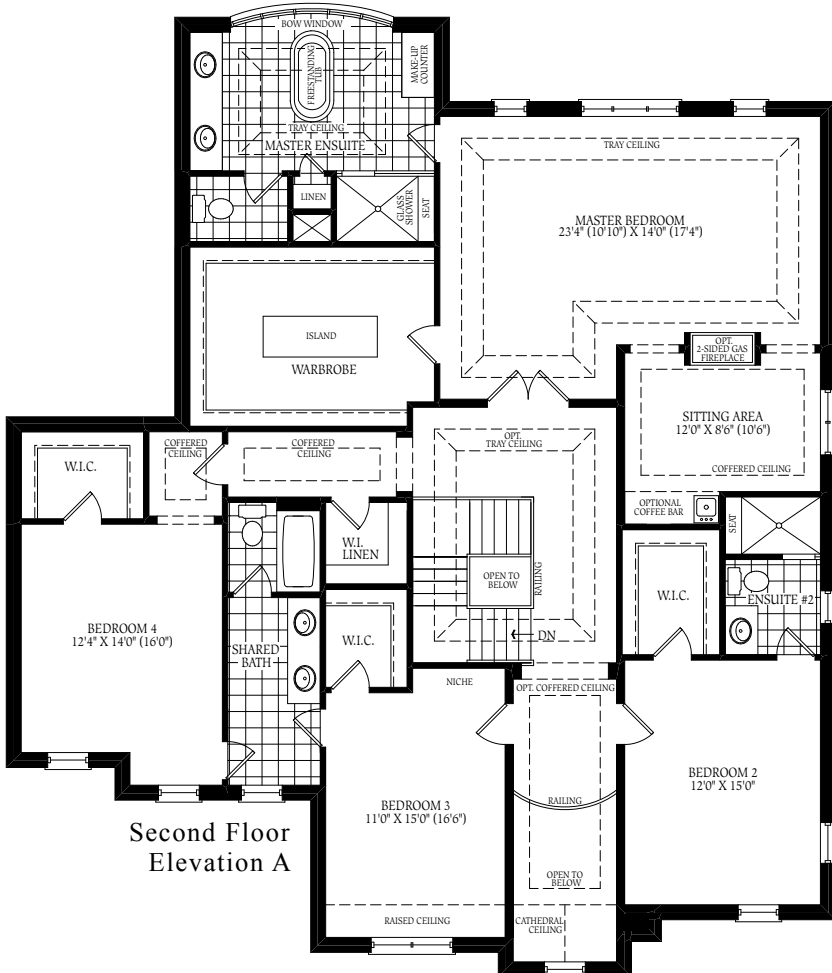 BOW WINDOW
FREESTANDING
TUB
MAKE-UP
COUNTER
TRAY CEILING
MASTER ENSUITE
LINEN
GLASS
SHOWER
SEAT
TRAY CEILING
MASTER BEDROOM
23'4" (10'10") X 14'0" (17'4")
ISLAND
WARBROBE
OPT.
2-SIDED GAS
FIREPLACE
SITTING AREA
12'0" X 8'6" (10'6")
COFFERED CEILING
OPTIONAL
COFFEE BAR
SEAT
COFFERED
CEILING
COFFERED
CEILING
OPT.
TRAY CEILING
W.I.C.
W.I.
LINEN
OPEN TO
BELOW
RAILING
DN
W.I.C.
ENSUITE #2
BEDROOM 4
12'4" X 14'0" (16'0")
SHARED
BATH
W.I.C.
NICHE
OPT. COFFERED CEILING
BEDROOM 3
11'0" X 15'0" (16'6")
BEDROOM 2
12'0" X 15'0"
RAILING
OPEN TO
BELOW
RAISED CEILING
CATHEDRAL
CEILING
Second Floor
Elevation A